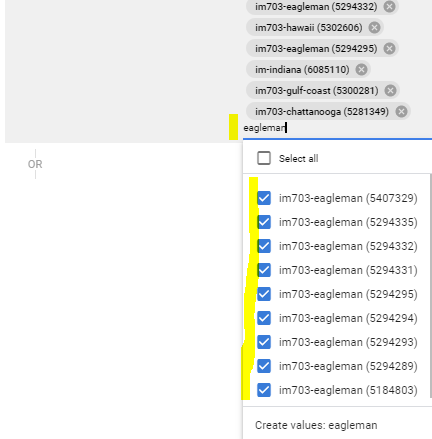 im703-eagleman (5294332)
im703-hawaii (5302606)
im703-eagleman (5294295)
im-indiana (6085110)
im703-gulf-coast (5300281)
im703-chattanooga (5281349)
eagleman
OR
Select all
im703-eagleman (5407329)
im703-eagleman (5294335)
im703-eagleman (5294332)
im703-eagleman (5294331)
im703-eagleman (5294295)
im703-eagleman (5294294)
im703-eagleman (5294293)
im703-eagleman (5294289)
im703-eagleman (5184803)
Create values: eagleman